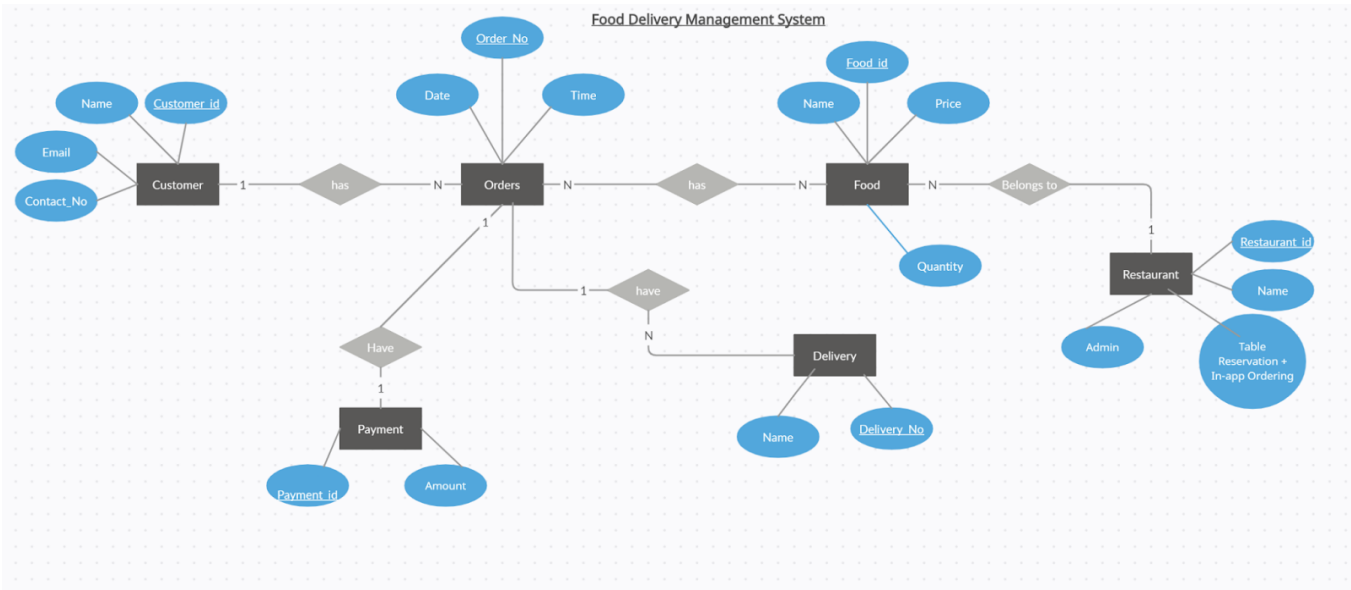 Food Delivery Management System
Order_No
Date
Time
Food_id
Name
Price
Name
Customer_id
Email
Contact_No
Customer
1
has
N
Orders
N
has
N
Food
N
Belongs to
1
Quantity
Restaurant
Restaurant_id
Name
Admin
Table
Reservation +
In-app Ordering
1
1
have
N
Delivery
Name
Delivery_No
Have
1
Payment
Payment_id
Amount